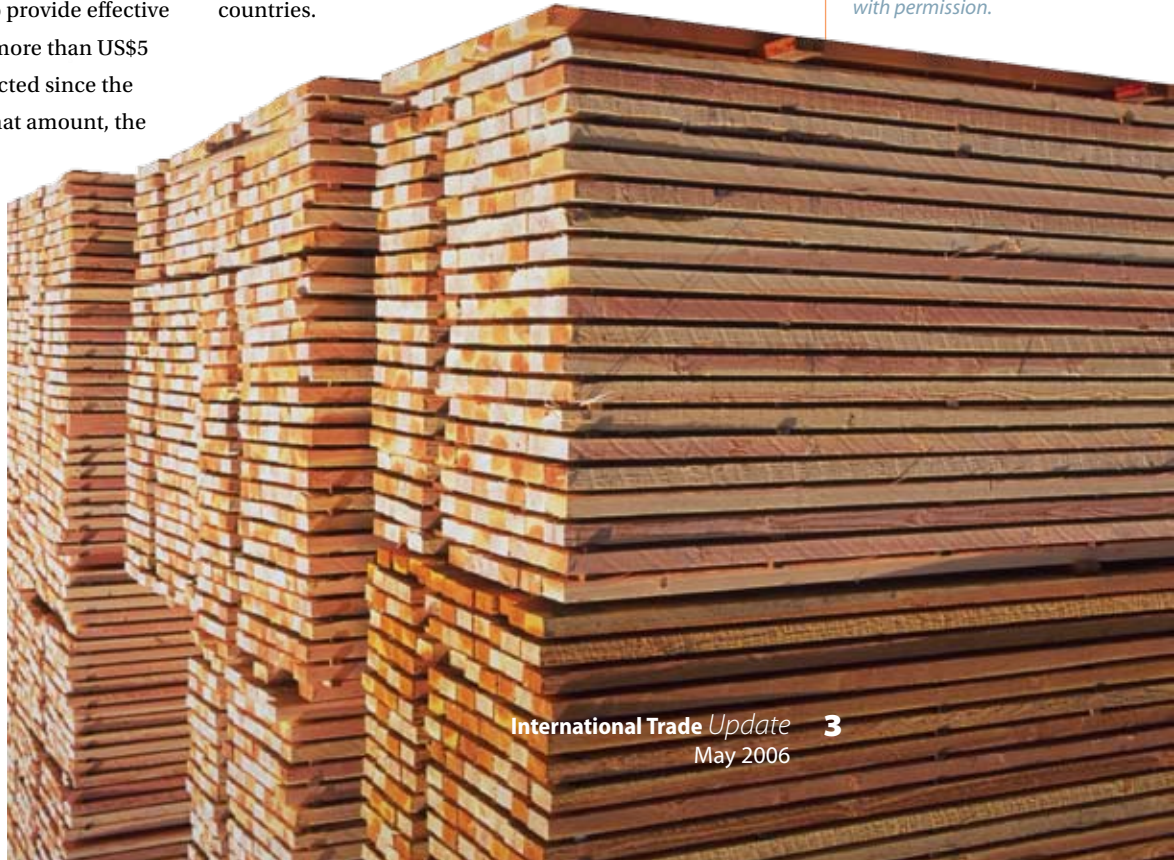 provide effective
more than US$5
cted since the
hat amount, the
countries.
with permission.
International Trade Update 3
May 2006